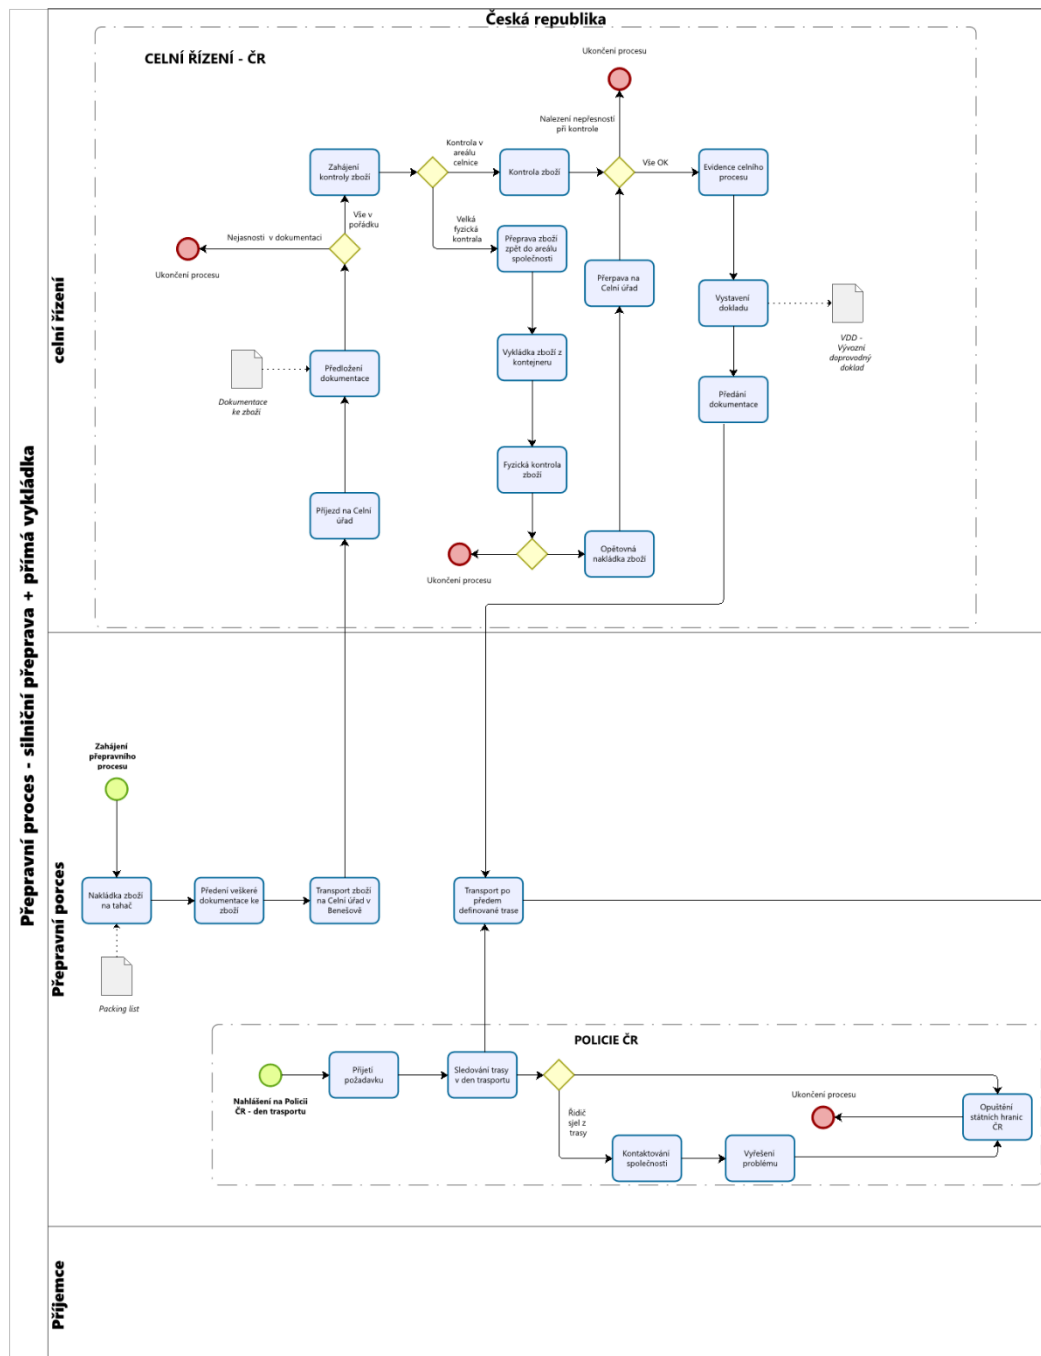 Česká republika
CELNÍ ŘÍZENÍ - ČR
Ukončení procesu
Nalezení nepřesností
při kontrole
Kontrola v
areálu
celnice
Zahájení
kontroly zboží
Kontrola zboží
Vše OK
Evidence celního
procesu
Vše v
pořádku
Velká
fyzická
kontrala
Nejasnosti v dokumentaci
Ukončení procesu
Přeprava zboží
zpět do areálu
společnosti
Přerpava na
Celní úřad
Vystavení
dokladu
VDD -
Vývozní
doprovodný
doklad
Vykládka zboží z
kontejneru
Předložení
dokumentace
Dokumentace
ke zboží
Předání
dokumentace
Fyzická kontrola
zboží
Příjezd na Celní
úřad
Opětovná
nakládka zboží
Ukončení procesu
celní řízení
Přepravní proces - silniční přeprava + přímá vykládka
Zahájení
přepravního
procesu
Nakládka zboží
na tahač
Předení veškeré
dokumentace ke
zboží
Transport zboží
na Celní úřad v
Benešově
Transport po
předem
definované trase
Packing list
Přepravní porces
POLICIE ČR
Nahlášení na Policii
ČR - den trasportu
Přijetí
požadavku
Sledování trasy
v den trasportu
Řidič
sjel z
trasy
Ukončení procesu
Opuštění
státních hranic
ČR
Kontaktování
společnosti
Vyřešení
problému
Příjemce